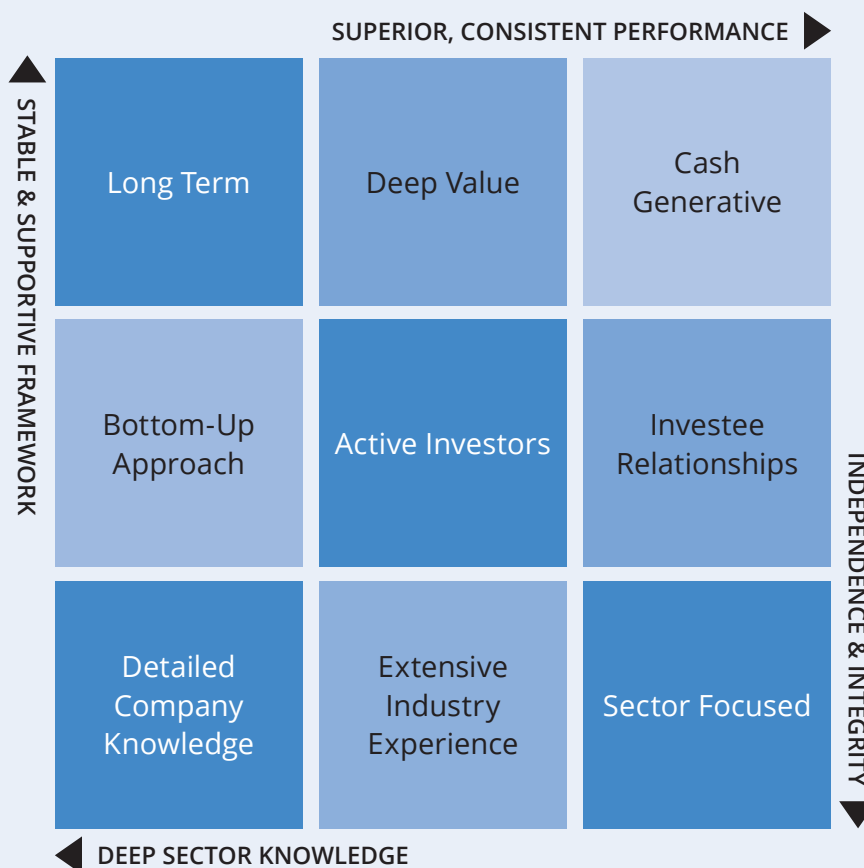 SUPERIOR, CONSISTENT PERFORMANCE
STABLE & SUPPORTIVE FRAMEWORK
Long Term
Deep Value
Cash
Generative
Bottom-Up
Approach
Active Investors
Investee
Relationships
INDEPENDENCE & INTEGRITY
Detailed
Company
Knowledge
Extensive
Industry
Experience
Sector Focused
DEEP SECTOR KNOWLEDGE